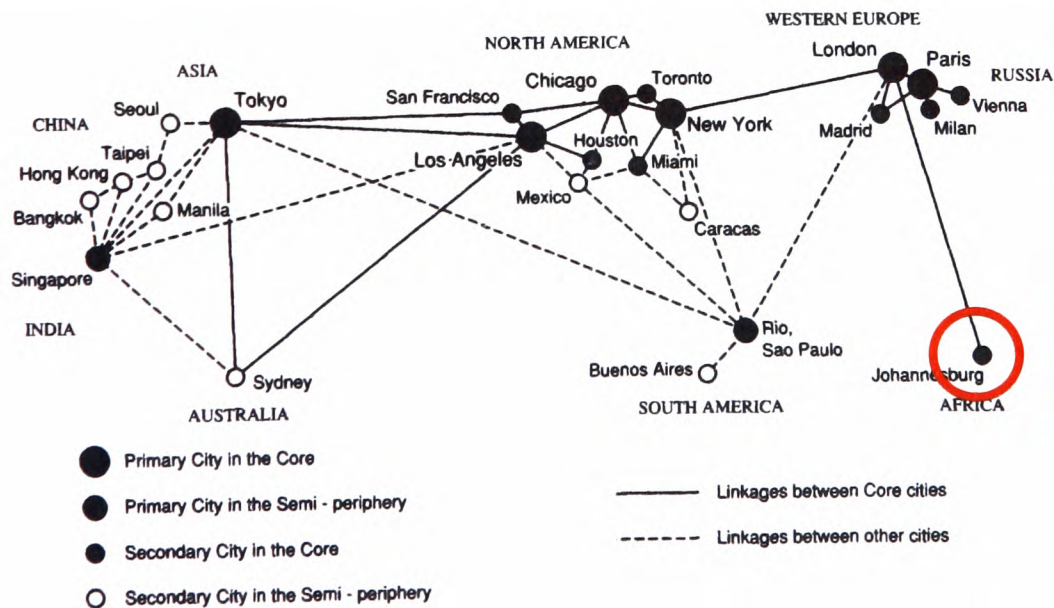 WESTERN EUROPE
London
Paris
RUSSIA
NORTH AMERICA
Chicago
Toronto
ASIA
San Francisco
Vienna
Tokyo
Seoul
New York
Madrid
Milan
CHINA
Houston
Taipei
Los Angeles
Miami
Hong Kong
Mexico
Bangkok
Manila
Caracas
Singapore
INDIA
Rio,
Sao Paulo
Johannesburg
Buenos Aires
Sydney
AUSTRALIA
SOUTH AMERICA
AFRICA
Primary City in the Core
Primary City in the Semi - periphery
Secondary City in the Core
Secondary City in the Semi - periphery
Linkages between Core cities
Linkages between other cities